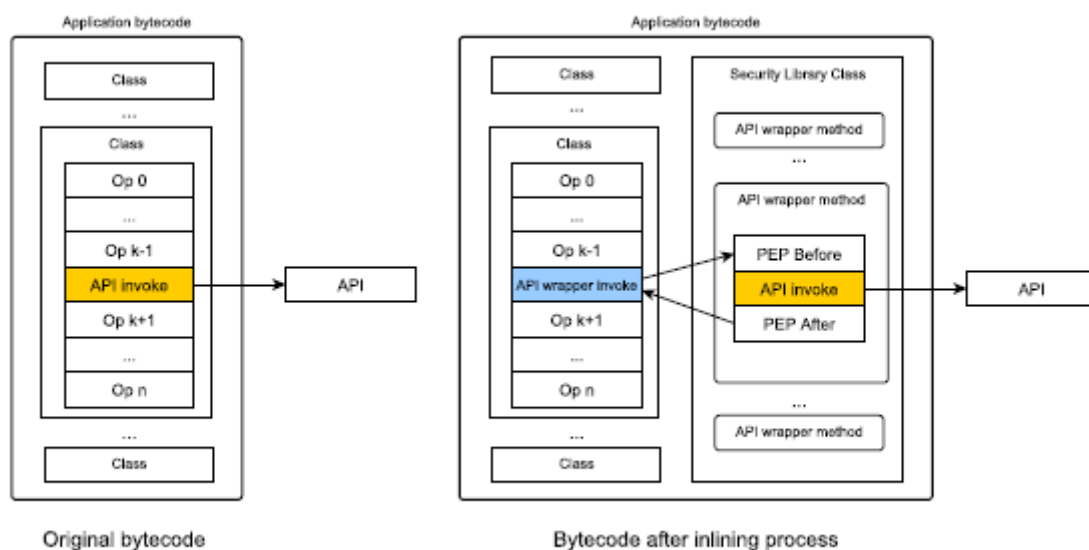 Application bytecode
Class
...
Class
Op 0
...
Op k-1
API invoke
Op k+1
...
Op n
...
Class
API
Original bytecode
Application bytecode
Class
...
Class
Op 0
...
Op k-1
API wrapper invoke
Op k+1
...
Op n
...
Class
Security Library Class
API wrapper method
...
API wrapper method
PEP Before
API invoke
PEP After
...
API wrapper method
API
Bytecode after inlining process